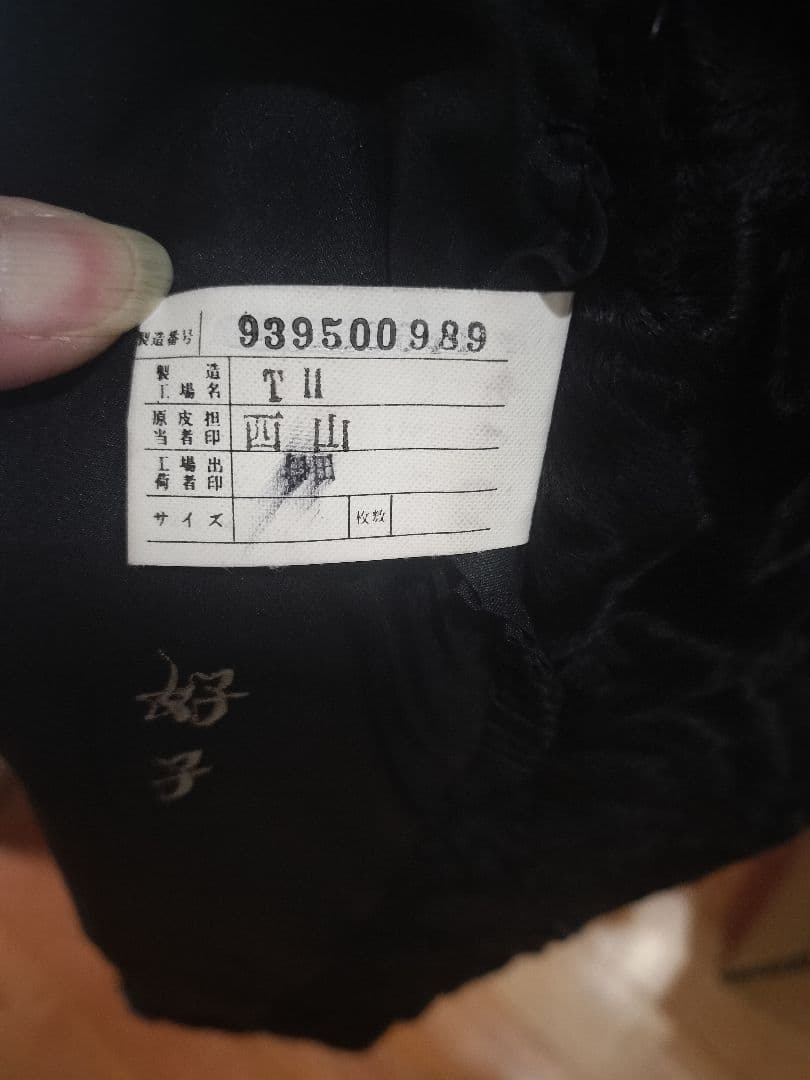 製造番号 939500989
製造
工場名 T11
原皮担
当者印 西山
工場出
荷者印
サイズ 枚数
好
子